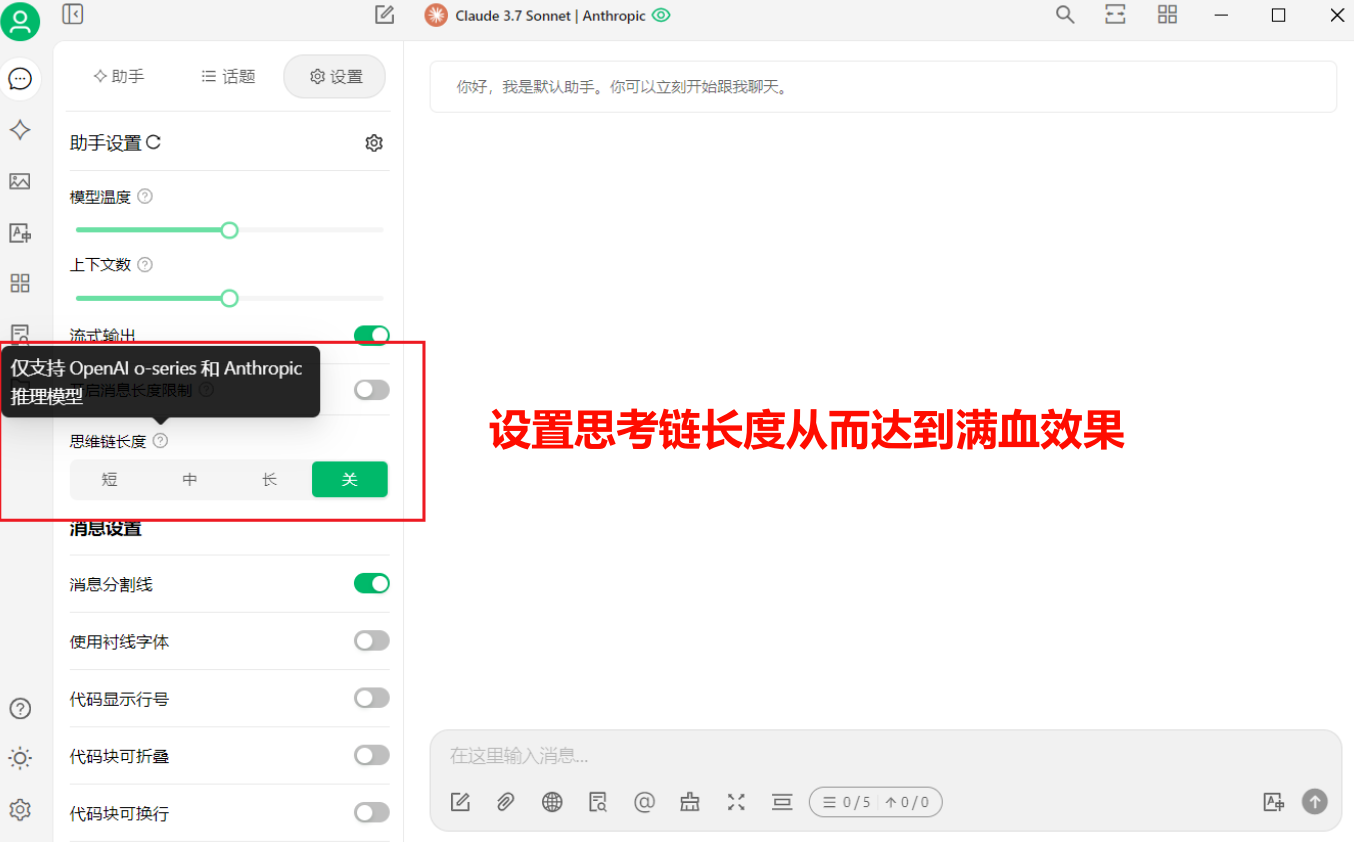 Claude 3.7 Sonnet | Anthropic
助手
话题
设置
你好，我是默认助手。你可以立刻开始跟我聊天。
助手设置
模型温度
上下文数
流式输出
仅支持 OpenAI o-series 和 Anthropic
推理模型
开启消息长度限制
思维链长度
短
中
长
关
设置思考链长度从而达到满血效果
消息设置
消息分割线
使用衬线字体
代码显示行号
代码块可折叠
代码块可换行
在这里输入消息...
0/5
0/0